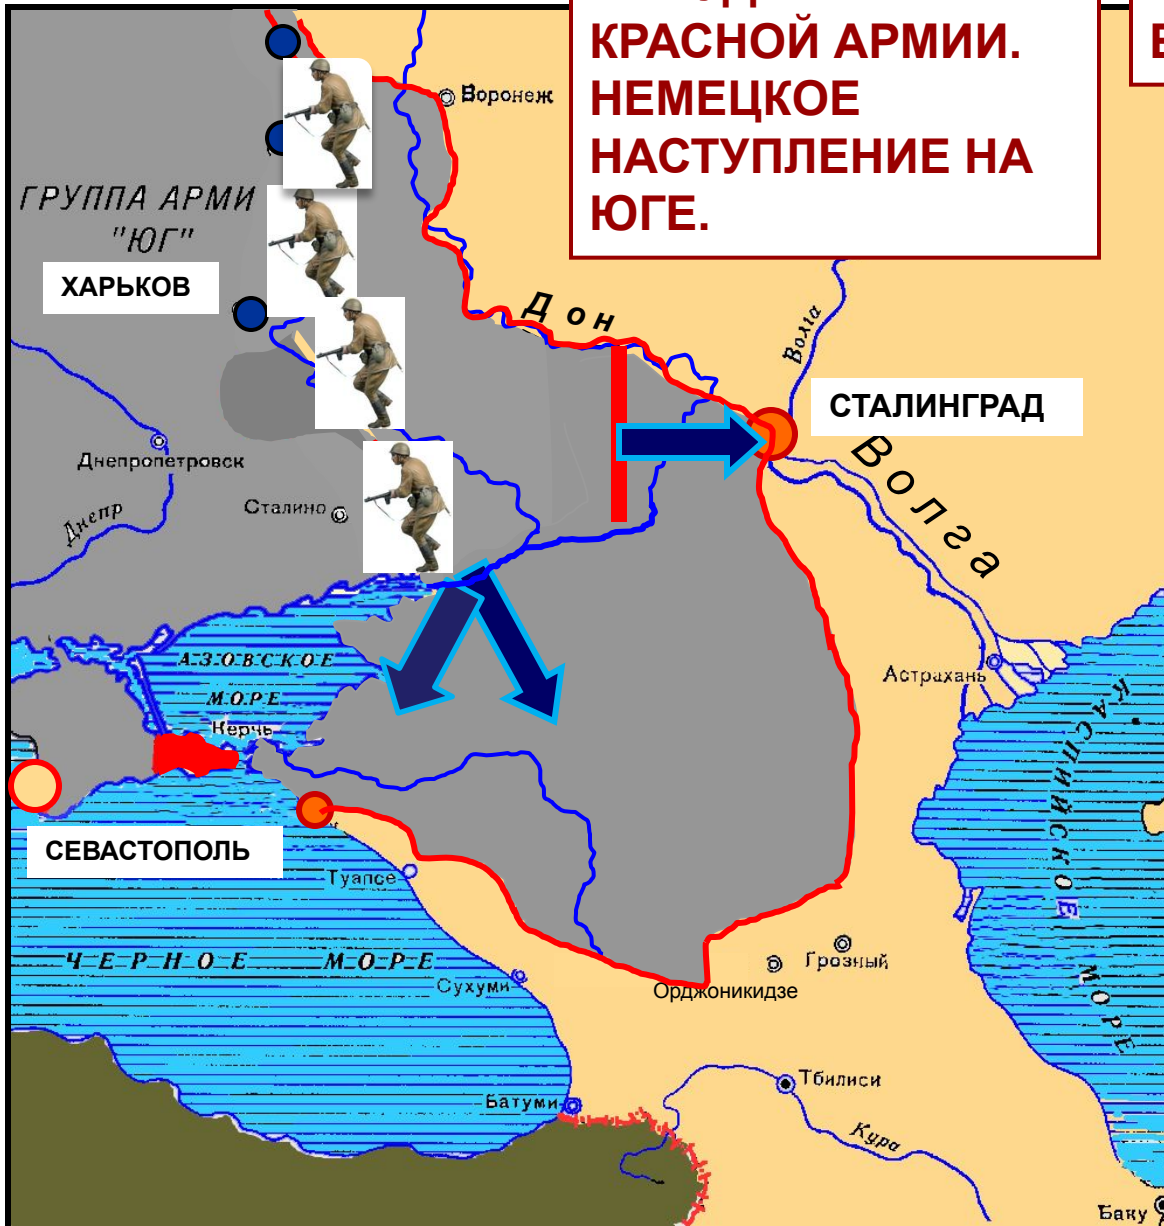 КРАСНОЙ АРМИИ.
НЕМЕЦКОЕ
НАСТУПЛЕНИЕ НА
ЮГЕ.
Воронеж
ГРУППА АРМИ
"ЮГ"
ХАРЬКОВ
Дон
Волга
СТАЛИНГРАД
Волга
Днепропетровск
Сталино
Днепр
АЗОВСКОЕ
МОРЕ
Керчь
Астрахань
КАСПИЙСКОЕ
МОРЕ
СЕВАСТОПОЛЬ
Туапсе
ЧЕРНОЕ МОРЕ
Сухуми
Грозный
Орджоникидзе
Тбилиси
Батуми
Кура
Баку